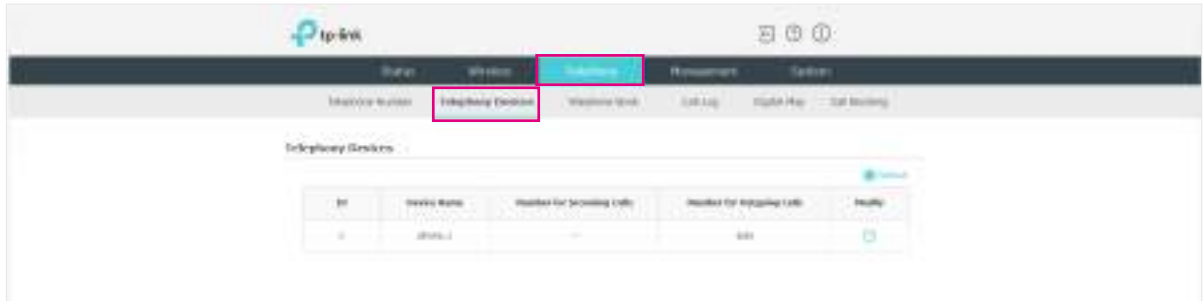 tp-link
Status Wireless Telephony Management System
Telephone Number Telephony Devices Telephone Book Call Log Digital Map Call Blocking
Telephony Devices
Refresh
ID Device Name Number for Incoming Calls Number for Outgoing Calls Modify